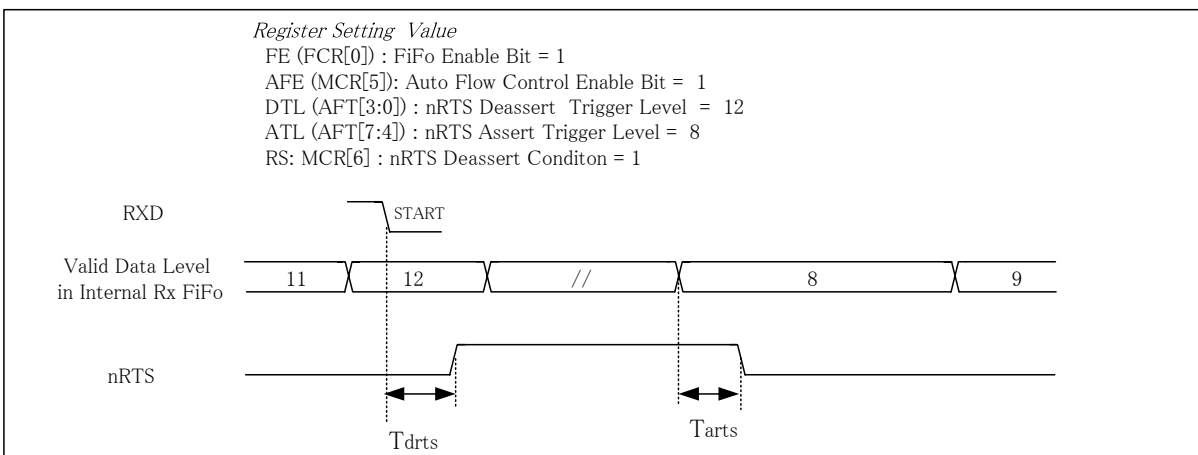 Register Setting Value
FE (FCR[0]) : FiFo Enable Bit = 1
AFE (MCR[5]): Auto Flow Control Enable Bit = 1
DTL (AFT[3:0]) : nRTS Deassert Trigger Level = 12
ATL (AFT[7:4]) : nRTS Assert Trigger Level = 8
RS: MCR[6] : nRTS Deassert Conditon = 1
RXD
START
Valid Data Level
in Internal Rx FiFo
11 12 // 8 9
nRTS
Tdrts
Tarts